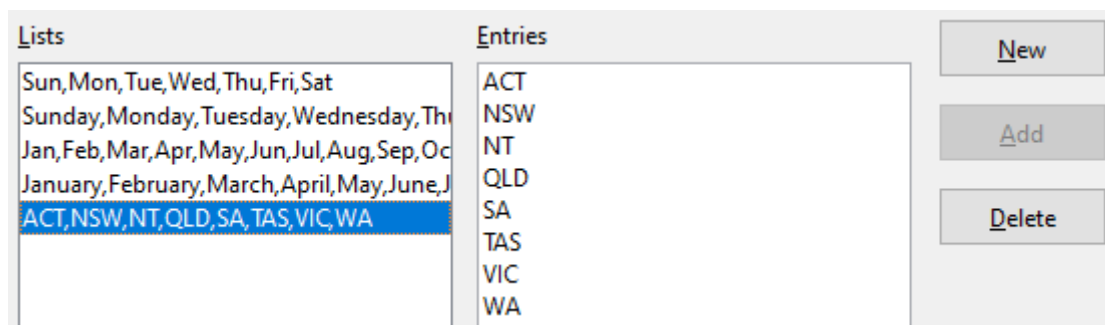 Lists
Sun,Mon,Tue,Wed,Thu,Fri,Sat
Sunday,Monday,Tuesday,Wednesday,Thu
Jan,Feb,Mar,Apr,May,Jun,Jul,Aug,Sep,Oc
January,February,March,April,May,June,J
ACT,NSW,NT,QLD,SA,TAS,VIC,WA
Entries
ACT
NSW
NT
QLD
SA
TAS
VIC
WA
New
Add
Delete